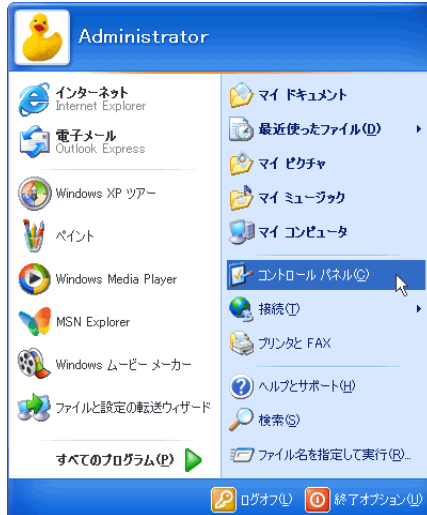 Administrator
インターネット
Internet Explorer
電子メール
Outlook Express
Windows XP ツアー
ペイント
Windows Media Player
MSN Explorer
Windows ムービー メーカー
ファイルと設定の転送ウィザード
すべてのプログラム(P)
マイ ドキュメント
最近使ったファイル(D)
マイ ピクチャ
マイ ミュージック
マイ コンピュータ
コントロール パネル(C)
接続(T)
プリンタと FAX
ヘルプとサポート(H)
検索(S)
ファイル名を指定して実行(R)...
ログオフ(L)
終了オプション(U)